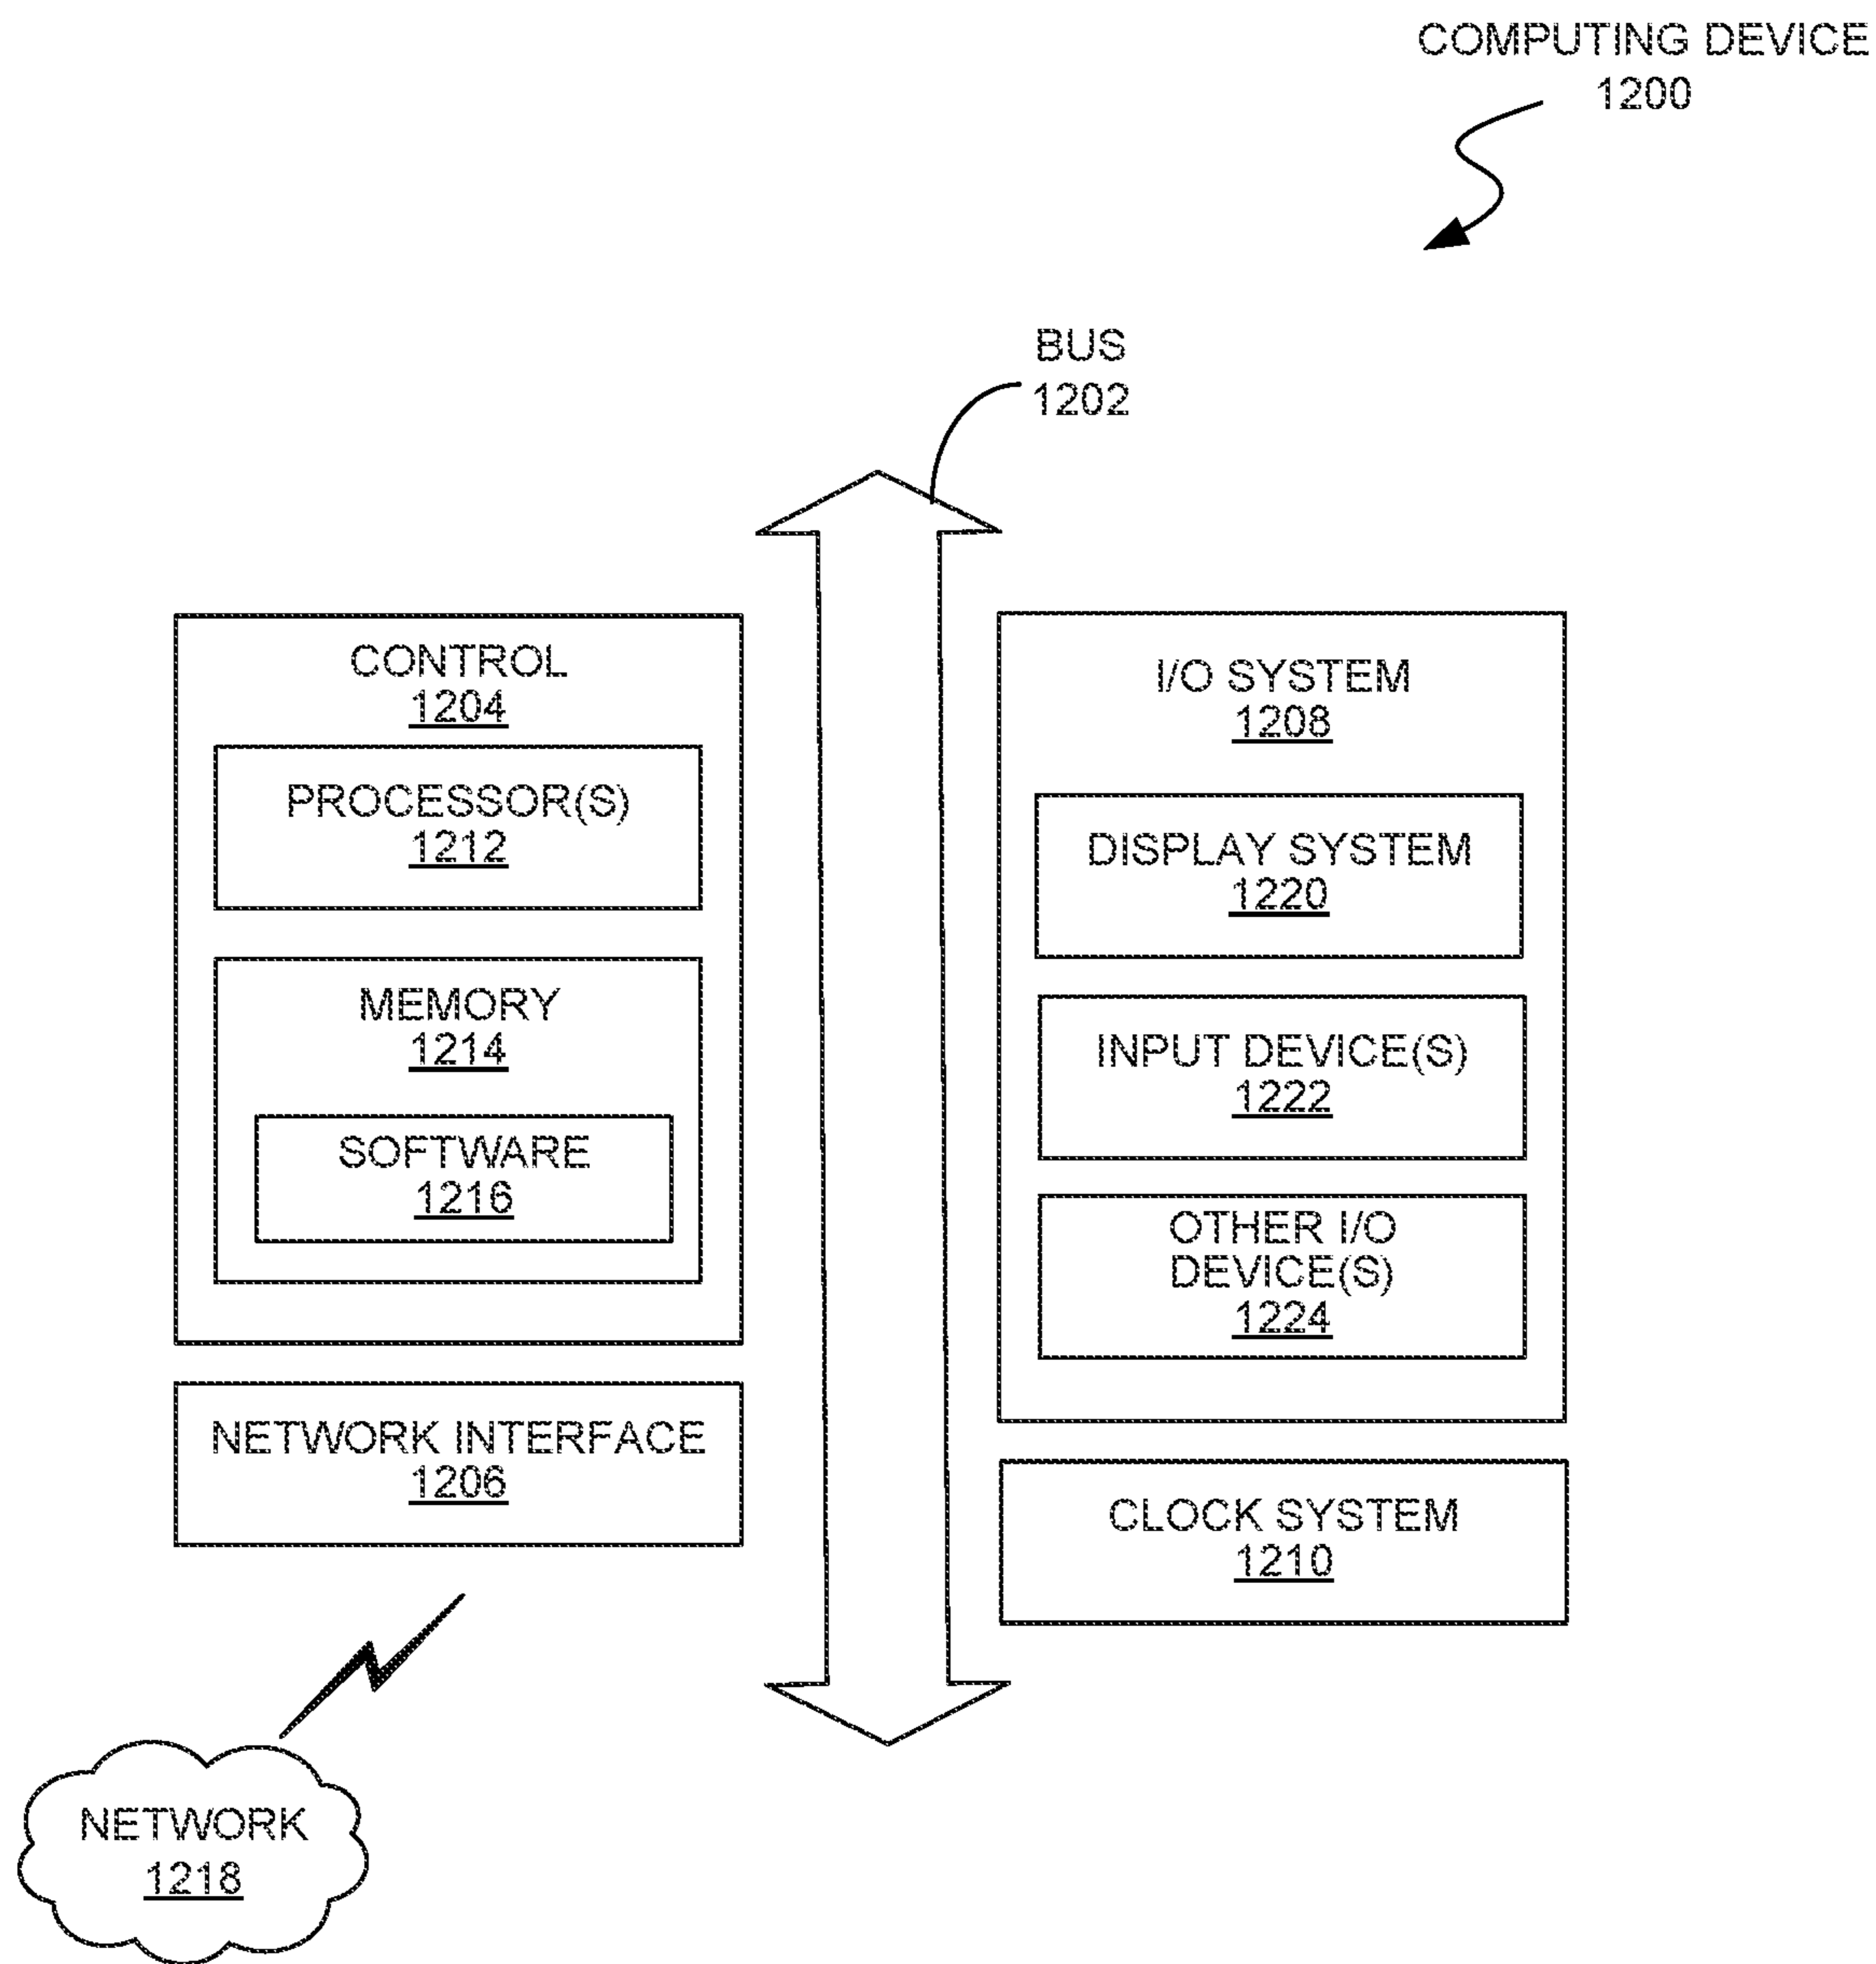 COMPUTING DEVICE
1200
BUS
1202
CONTROL
1204
PROCESSOR(S)
1212
MEMORY
1214
SOFTWARE
1216
NETWORK INTERFACE
1206
NETWORK
1218
I/O SYSTEM
1208
DISPLAY SYSTEM
1220
INPUT DEVICE(S)
1222
OTHER I/O
DEVICE(S)
1224
CLOCK SYSTEM
1210